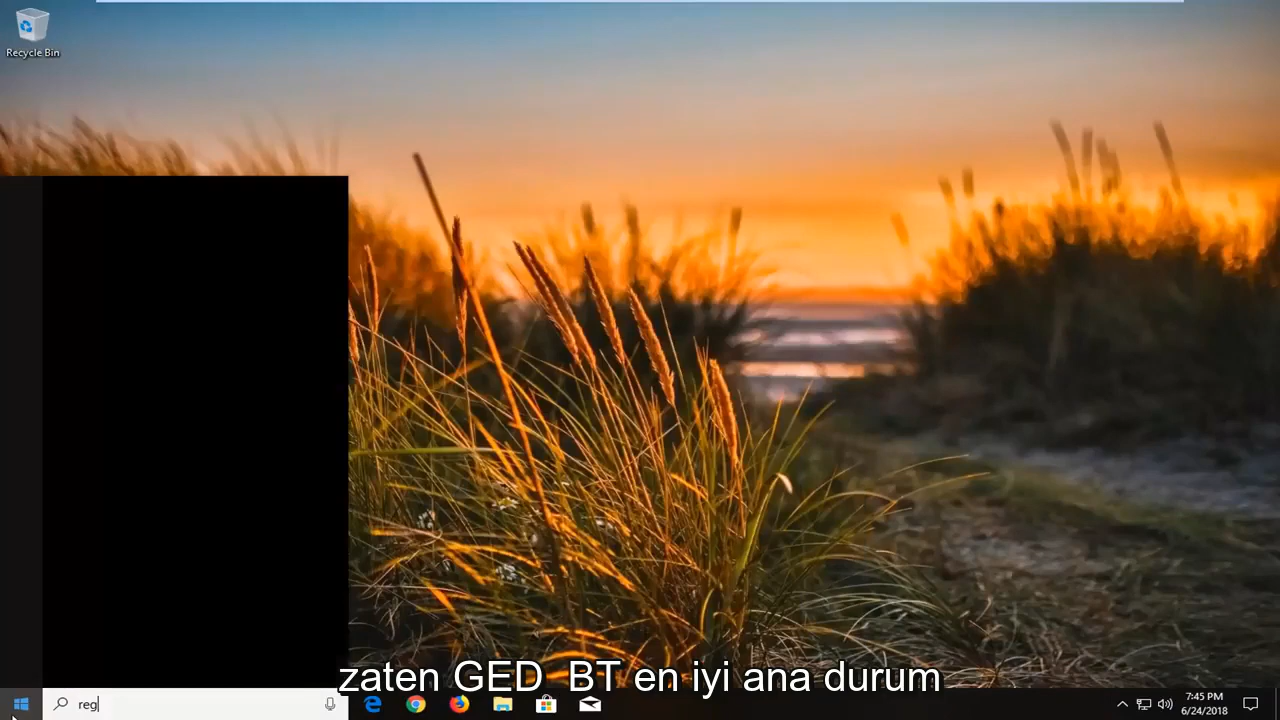 Recycle Bin
zaten GED BT en iyi ana durum
reg
7:45 PM
6/24/2018